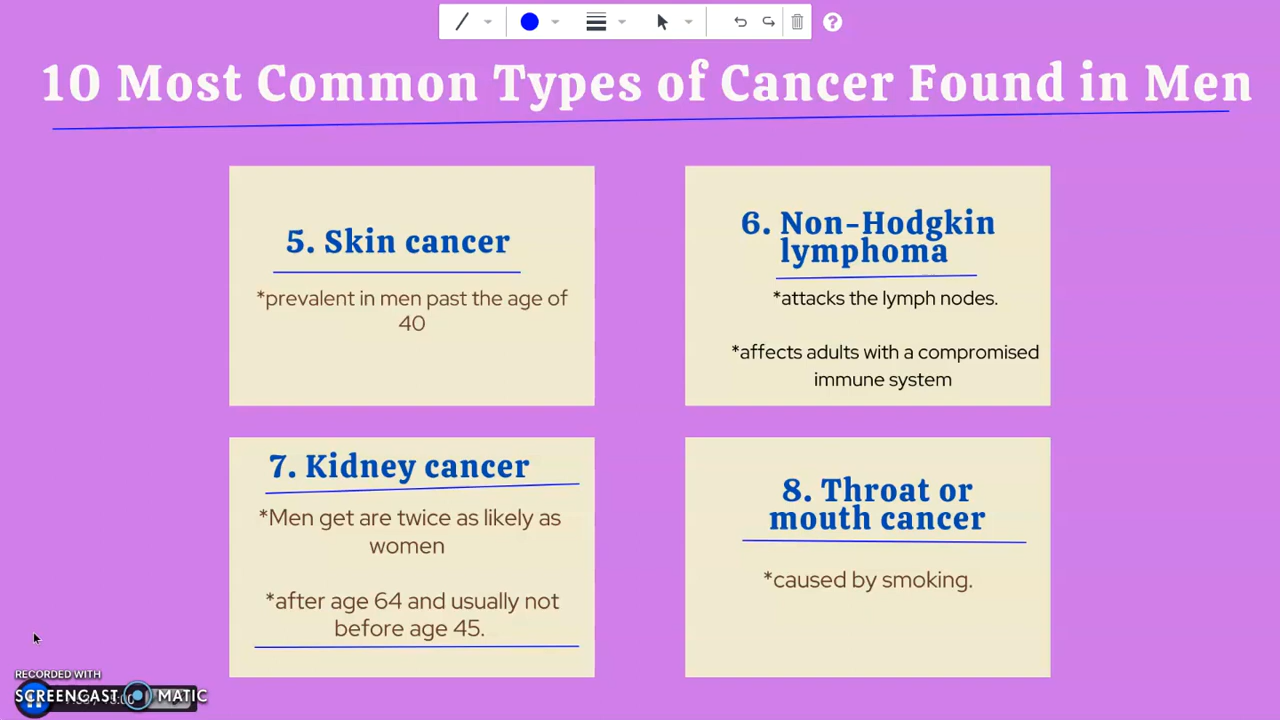 10 Most Common Types of Cancer Found in Men
5. Skin cancer
*prevalent in men past the age of
40
6. Non-Hodgkin
lymphoma
*attacks the lymph nodes.
*affects adults with a compromised
immune system
7. Kidney cancer
*Men get are twice as likely as
women
*after age 64 and usually not
before age 45.
8. Throat or
mouth cancer
*caused by smoking.
RECORDED WITH
SCREENCAST MATIC